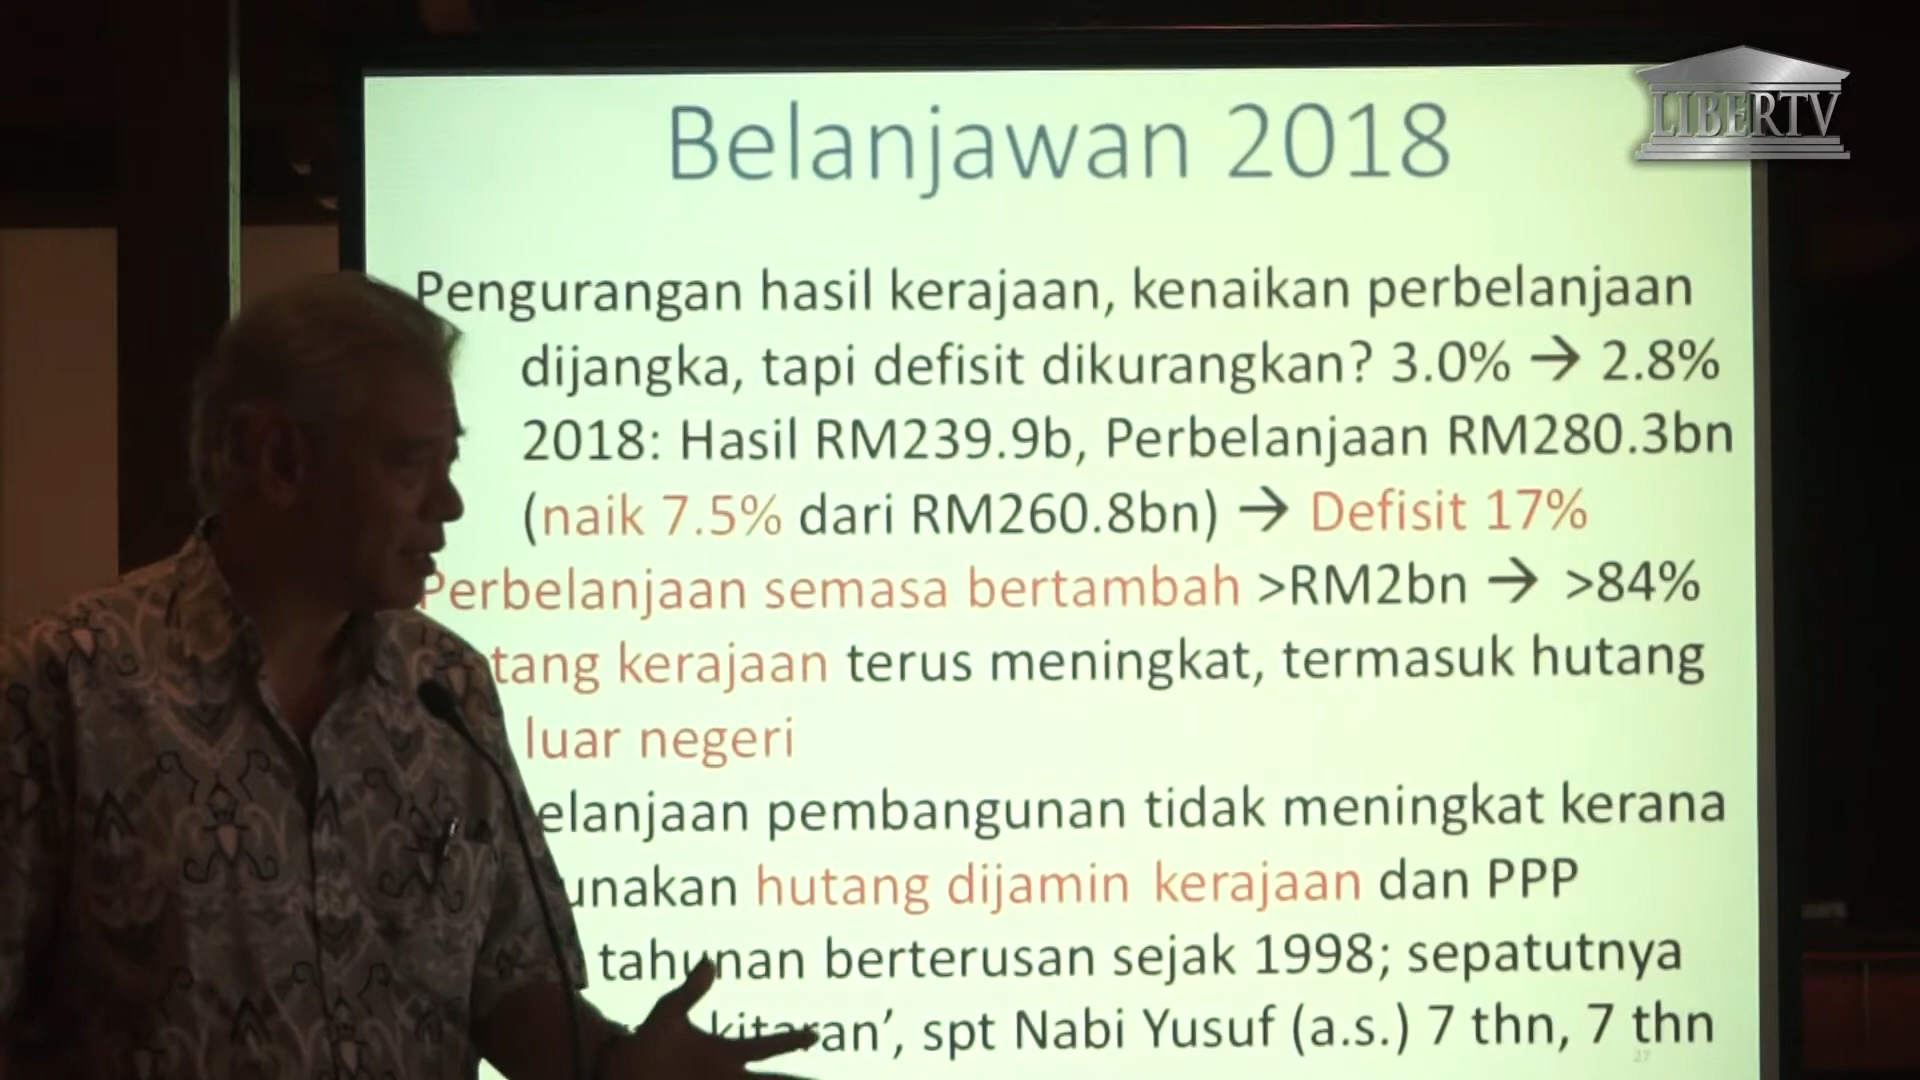 LIBERTV
Belanjawan 2018
Pengurangan hasil kerajaan, kenaikan perbelanjaan
dijangka, tapi defisit dikurangkan? 3.0% → 2.8%
2018: Hasil RM239.9b, Perbelanjaan RM280.3bn
(naik 7.5% dari RM260.8bn) → Defisit 17%
Perbelanjaan semasa bertambah >RM2bn → >84%
kerajaan terus meningkat, termasuk hutang
luar negeri
pembangunan tidak meningkat kerana
hutang dijamin kerajaan dan PPP
tahunan berterusan sejak 1998; sepatutnya
kitaran’, spt Nabi Yusuf (a.s.) 7 thn, 7 thn
27